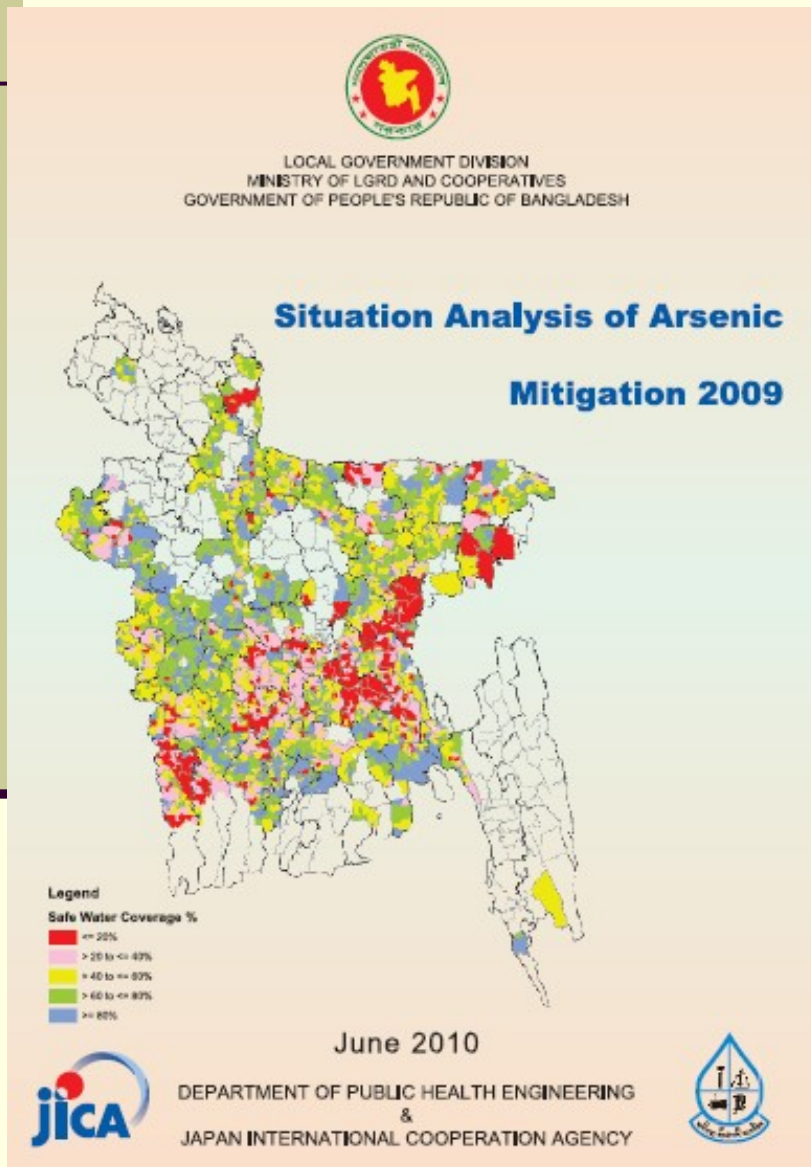 LOCAL GOVERNMENT DIVISION
MINISTRY OF LGRD AND COOPERATIVES
GOVERNMENT OF PEOPLE'S REPUBLIC OF BANGLADESH
Situation Analysis of Arsenic
Mitigation 2009
Legend
Safe Water Coverage %
<= 20%
> 20 to <= 40%
> 40 to <= 60%
> 60 to <= 80%
>= 80%
June 2010
jICA
DEPARTMENT OF PUBLIC HEALTH ENGINEERING
&
JAPAN INTERNATIONAL COOPERATION AGENCY